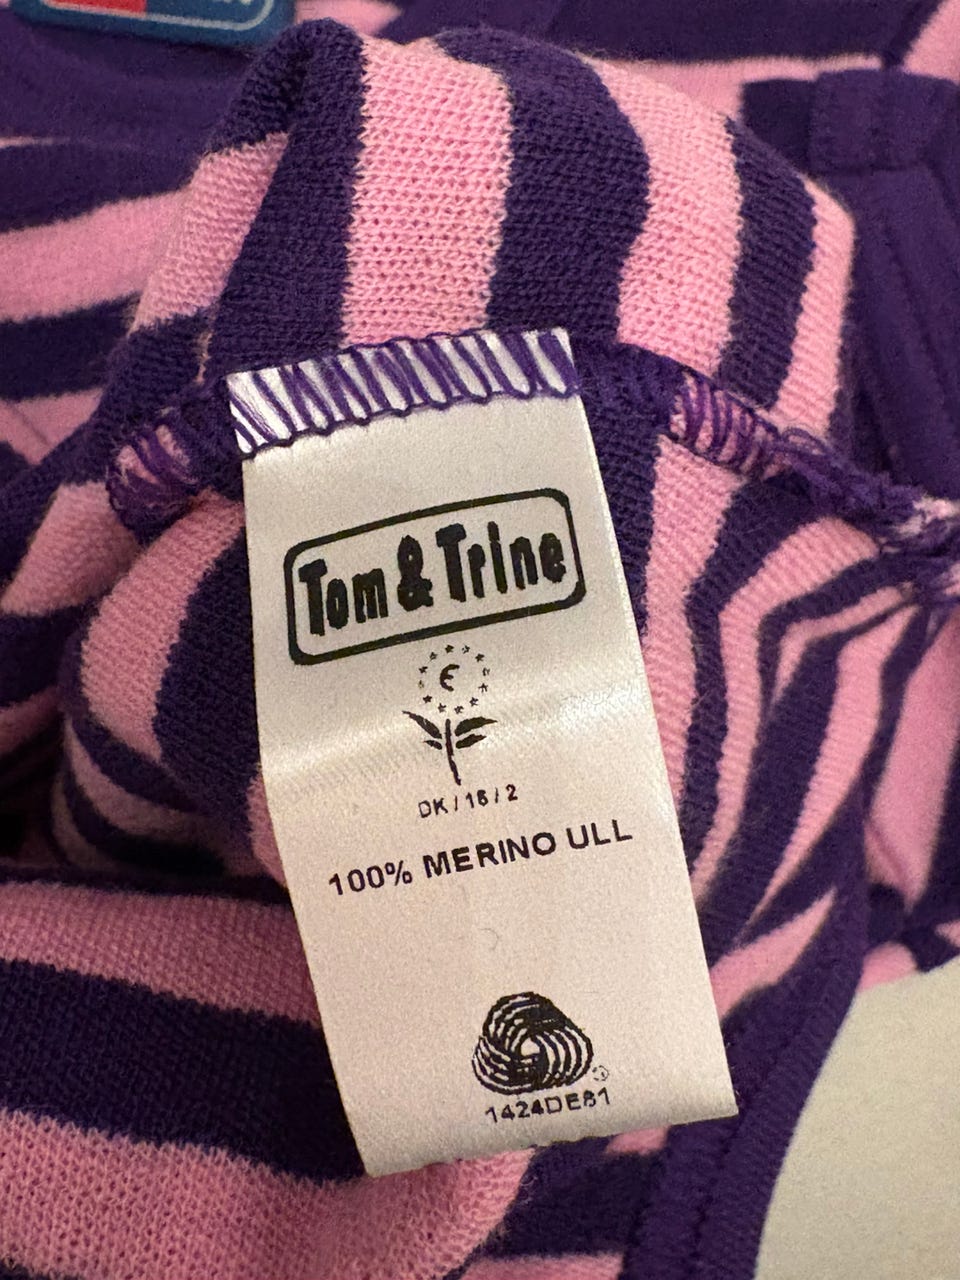 Tom & Trine
€
DK / 16 / 2
100% MERINO ULL
1424DE81